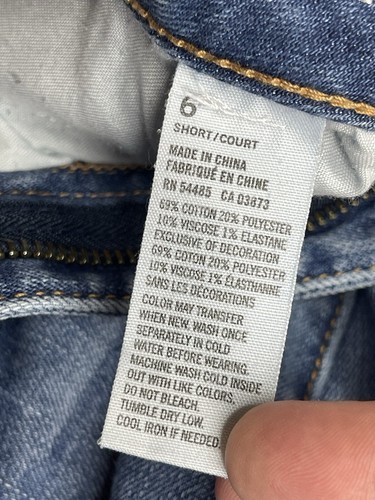 6
SHORT/COURT
MADE IN CHINA
FABRIQUÉ EN CHINE
RN 54485 CA 03873
69% COTTON 20% POLYESTER
10% VISCOSE 1% ELASTANE
EXCLUSIVE OF DECORATION
69% COTON 20% POLYESTER
10% VISCOSE 1% ÉLASTHANNE
SANS LES DÉCORATIONS
COLOR MAY TRANSFER
WHEN NEW. WASH ONCE
SEPARATELY IN COLD
WATER BEFORE WEARING.
MACHINE WASH COLD INSIDE
OUT WITH LIKE COLORS.
DO NOT BLEACH.
TUMBLE DRY LOW.
COOL IRON IF NEEDED.